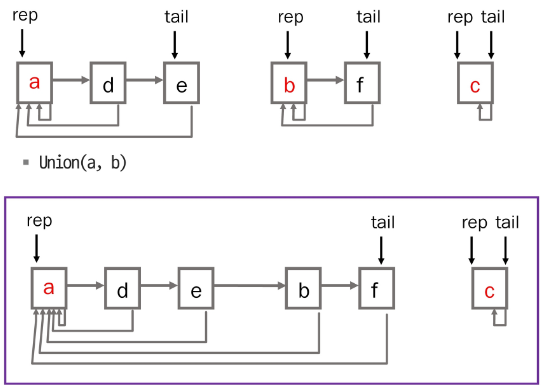 rep tail rep tail rep tail
a d e b f c
▪ Union(a, b)
rep tail rep tail
a d e b f c